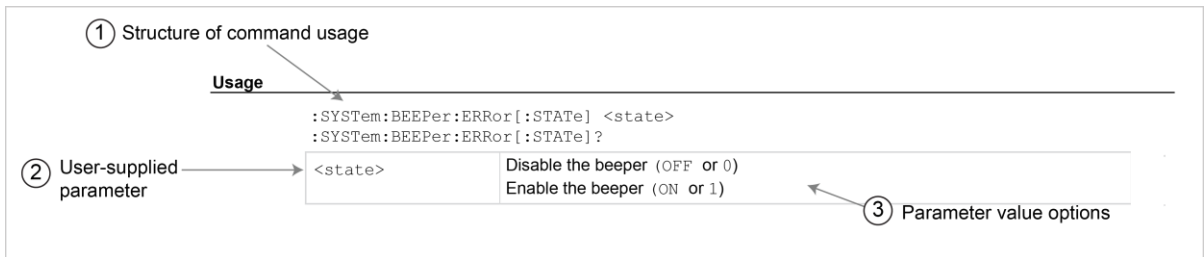 1 Structure of command usage
Usage
:SYSTem:BEEPer:ERRor[:STATe] <state>
:SYSTem:BEEPer:ERRor[:STATe]?
2 User-supplied
parameter
<state>
Disable the beeper (OFF or 0)
Enable the beeper (ON or 1)
3 Parameter value options